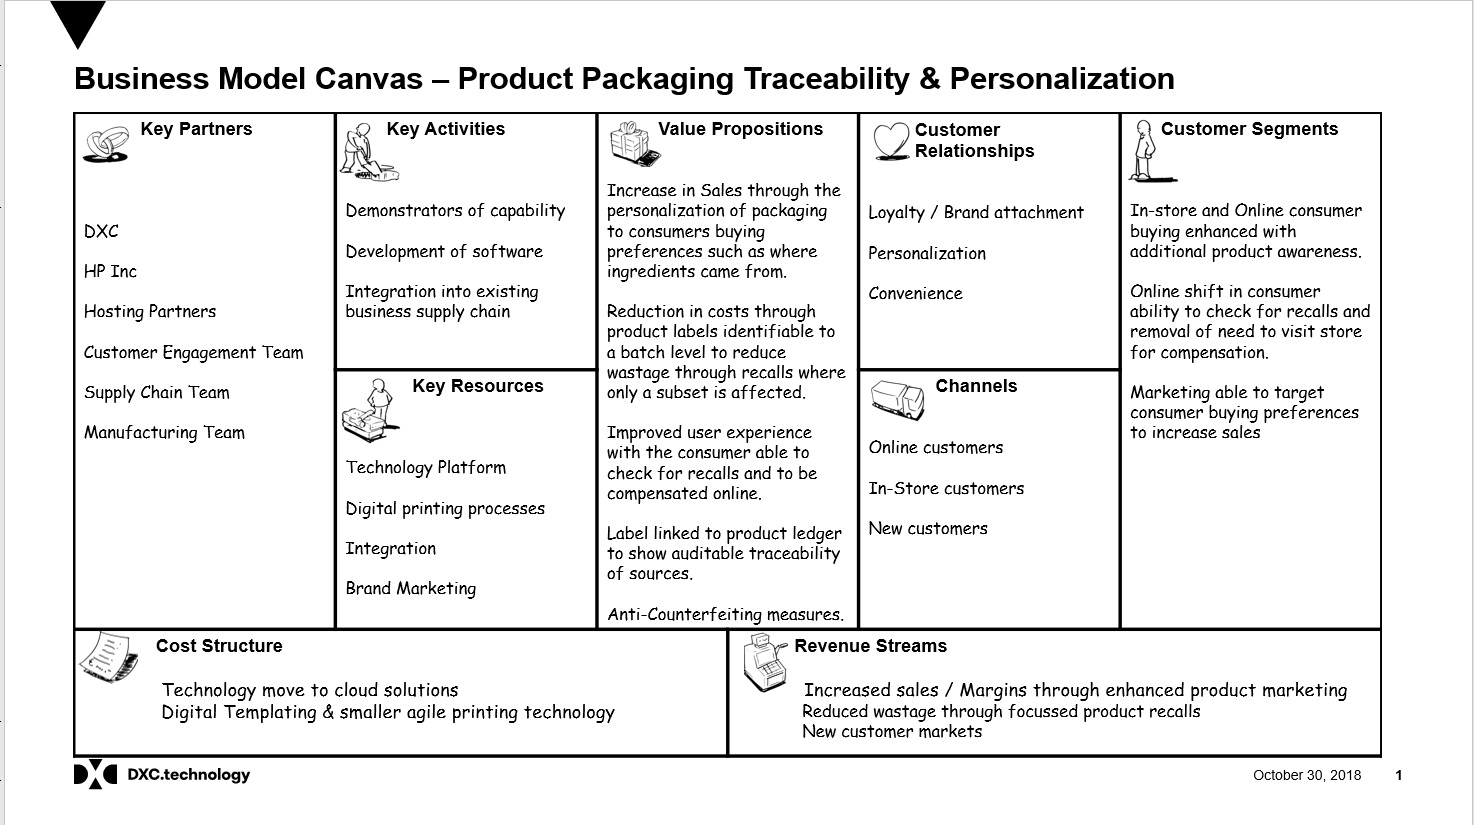 Business Model Canvas – Product Packaging Traceability & Personalization
Key Partners
DXC
HP Inc
Hosting Partners
Customer Engagement Team
Supply Chain Team
Manufacturing Team
Key Activities
Demonstrators of capability
Development of software
Integration into existing
business supply chain
Key Resources
Technology Platform
Digital printing processes
Integration
Brand Marketing
Value Propositions
Increase in Sales through the
personalization of packaging
to consumers buying
preferences such as where
ingredients came from.
Reduction in costs through
product labels identifiable to
a batch level to reduce
wastage through recalls where
only a subset is affected.
Improved user experience
with the consumer able to
check for recalls and to be
compensated online.
Label linked to product ledger
to show auditable traceability
of sources.
Anti-Counterfeiting measures.
Customer
Relationships
Loyalty / Brand attachment
Personalization
Convenience
Channels
Online customers
In-Store customers
New customers
Customer Segments
In-store and Online consumer
buying enhanced with
additional product awareness.
Online shift in consumer
ability to check for recalls and
removal of need to visit store
for compensation.
Marketing able to target
consumer buying preferences
to increase sales
Cost Structure
Technology move to cloud solutions
Digital Templating & smaller agile printing technology
Revenue Streams
Increased sales / Margins through enhanced product marketing
Reduced wastage through focussed product recalls
New customer markets
DXC.technology
October 30, 2018
1